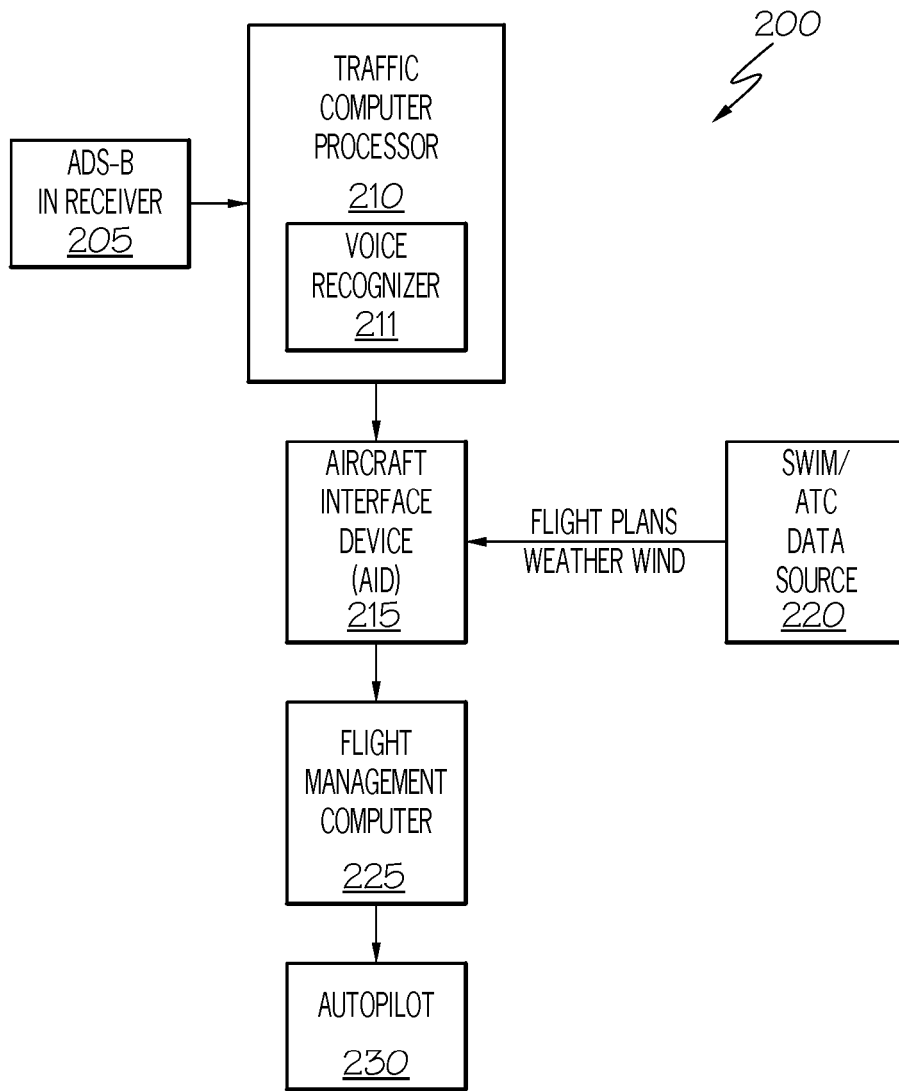 200
TRAFFIC
COMPUTER
PROCESSOR
210
ADS-B
IN RECEIVER
205
VOICE
RECOGNIZER
211
AIRCRAFT
INTERFACE
DEVICE
(AID)
215
FLIGHT PLANS
WEATHER WIND
SWIM/
ATC
DATA
SOURCE
220
FLIGHT
MANAGEMENT
COMPUTER
225
AUTOPILOT
230